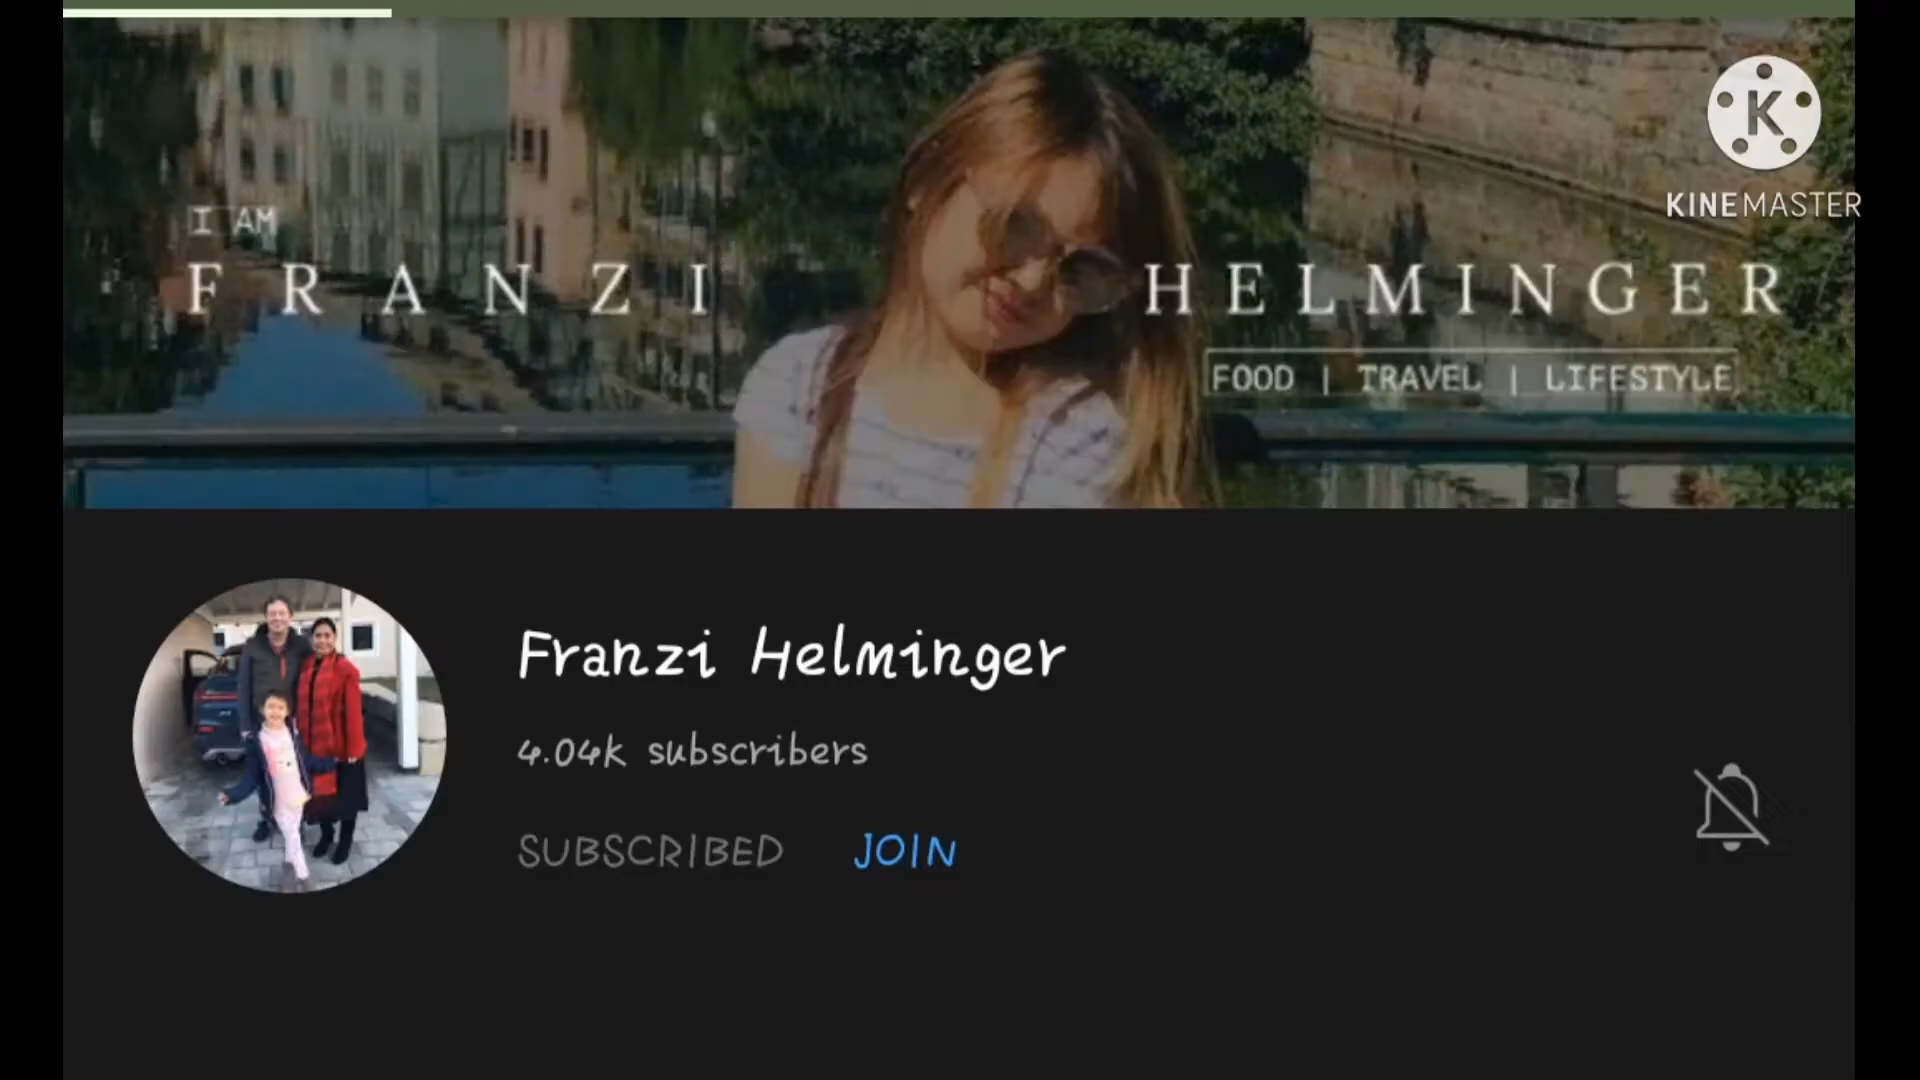 K
KINEMASTER
I AM
FRANZI HELMINGER
FOOD | TRAVEL | LIFESTYLE
Franzi Helminger
4.04k subscribers
SUBSCRIBED JOIN